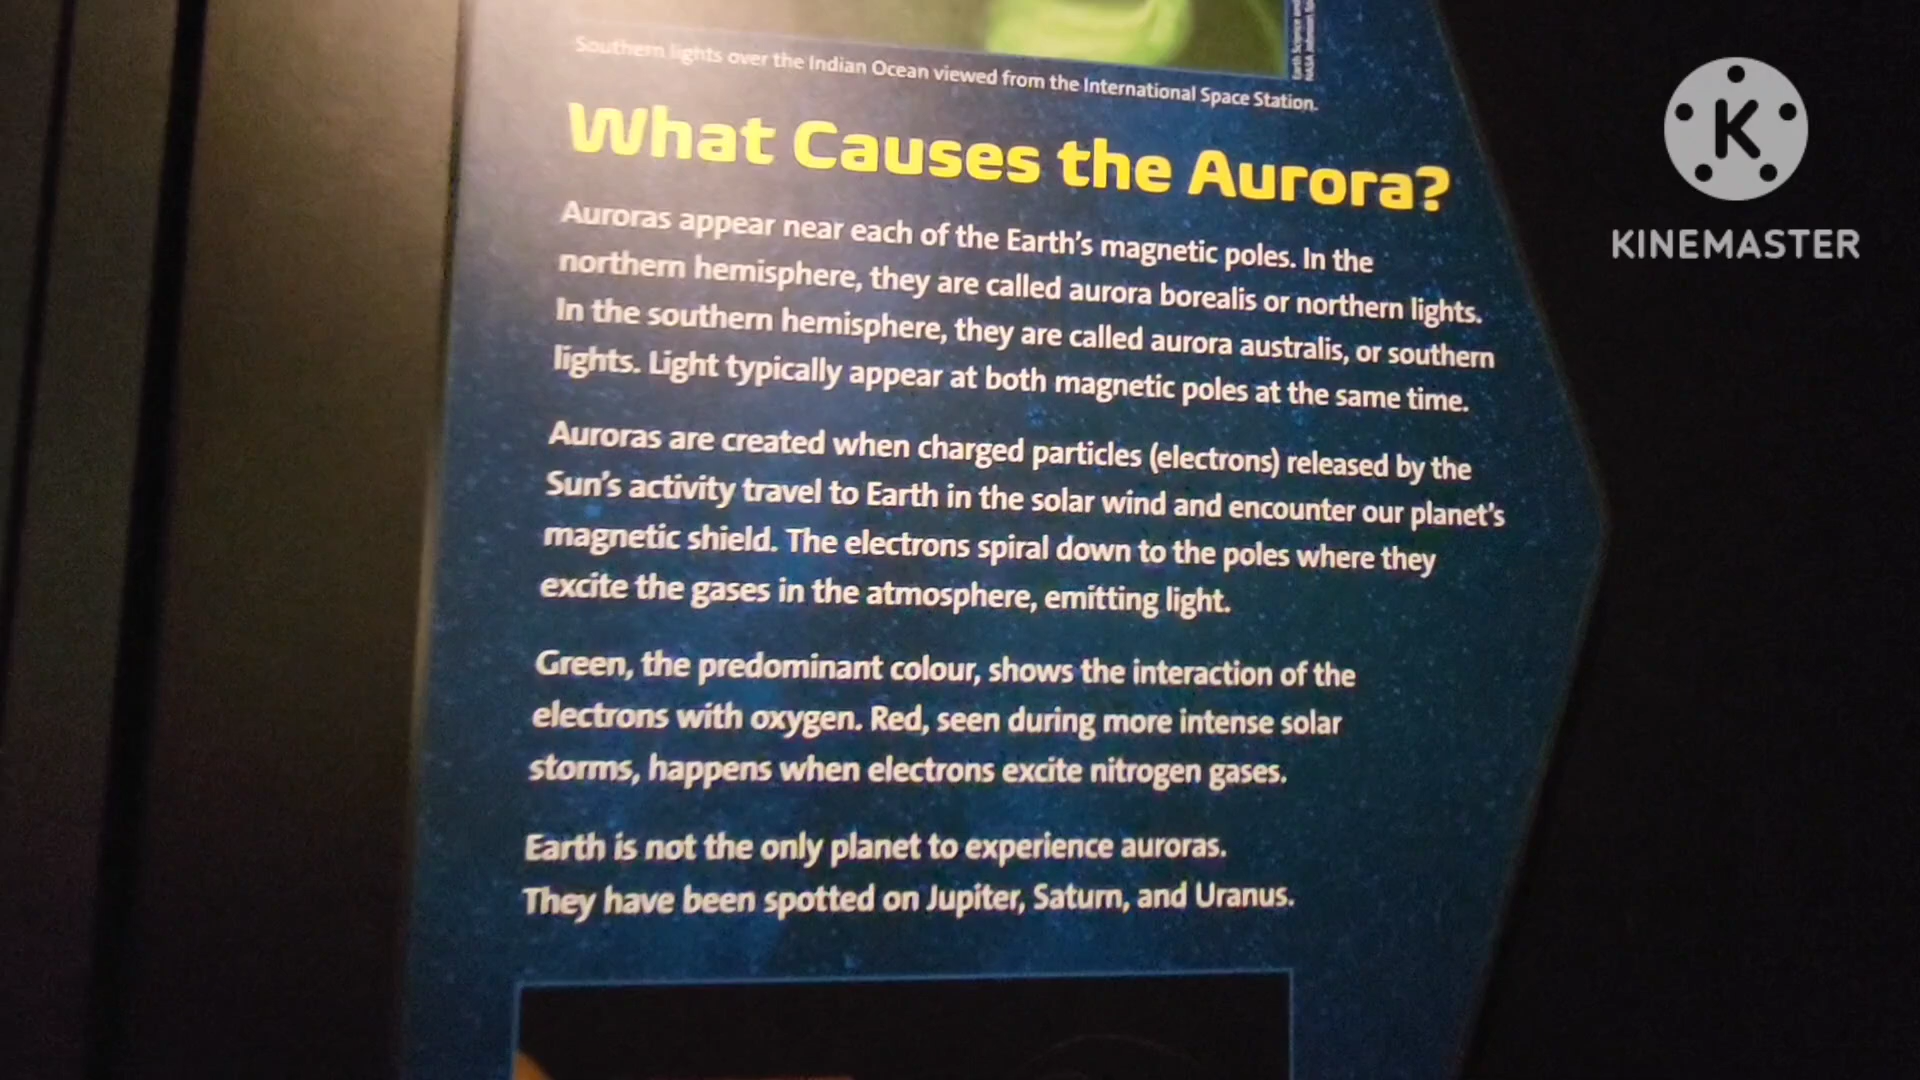 Earth Science and
NASA Johnson Sp
Southern lights over the Indian Ocean viewed from the International Space Station.
What Causes the Aurora?
Auroras appear near each of the Earth's magnetic poles. In the
northern hemisphere, they are called aurora borealis or northern lights.
In the southern hemisphere, they are called aurora australis, or southern
lights. Light typically appear at both magnetic poles at the same time.
Auroras are created when charged particles (electrons) released by the
Sun's activity travel to Earth in the solar wind and encounter our planet's
magnetic shield. The electrons spiral down to the poles where they
excite the gases in the atmosphere, emitting light.
Green, the predominant colour, shows the interaction of the
electrons with oxygen. Red, seen during more intense solar
storms, happens when electrons excite nitrogen gases.
Earth is not the only planet to experience auroras.
They have been spotted on Jupiter, Saturn, and Uranus.
K
KINEMASTER